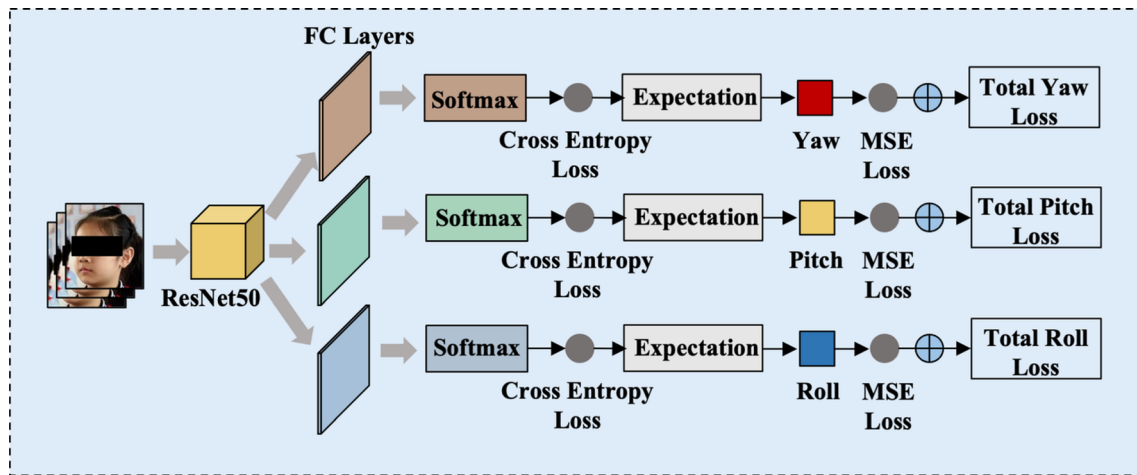 FC Layers
Softmax
Expectation
Total Yaw
Loss
Cross Entropy
Loss
Yaw
MSE
Loss
Softmax
Expectation
Total Pitch
Loss
Cross Entropy
Loss
Pitch
MSE
Loss
ResNet50
Softmax
Expectation
Total Roll
Loss
Cross Entropy
Loss
Roll
MSE
Loss